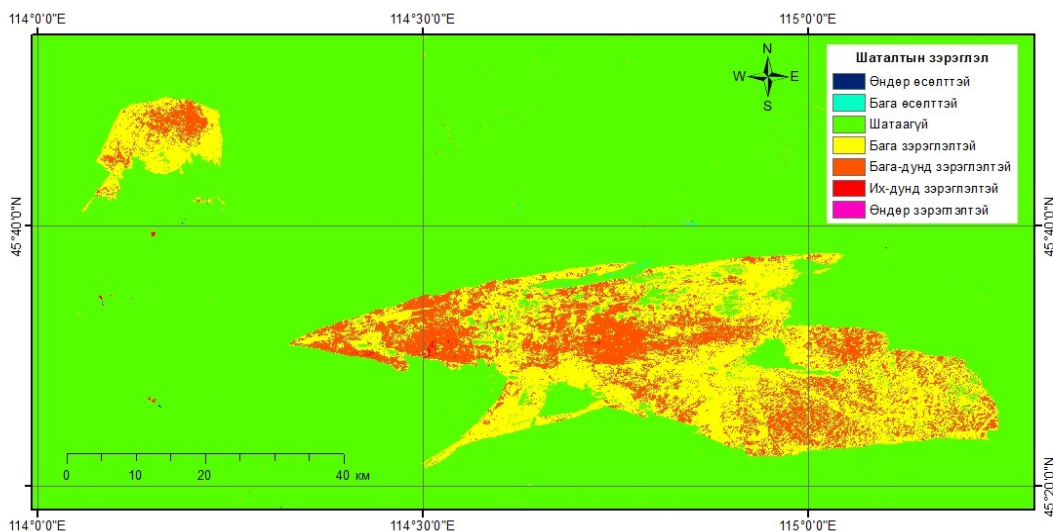 114°0'0"E 114°30'0"E 115°0'0"E
N
W E
S
Шаталтын зэрэглэл
Өндөр өсөлттэй
Бага өсөлттэй
Шатаагүй
Бага зэрэглэлтэй
Бага-дунд зэрэглэлтэй
Их-дунд зэрэглэлтэй
Өндөр зэрэглэлтэй
45°40'0"N 45°40'0"N
0 10 20 40 км
45°20'0"N
114°0'0"E 114°30'0"E 115°0'0"E